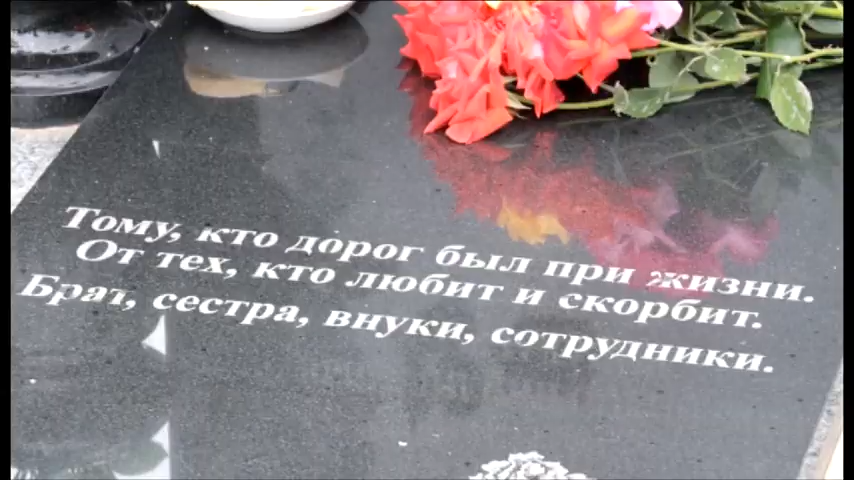 Тому, кто дорог был при жизни.
От тех, кто любит и скорбит.
Брат, сестра, внуки, сотрудники.